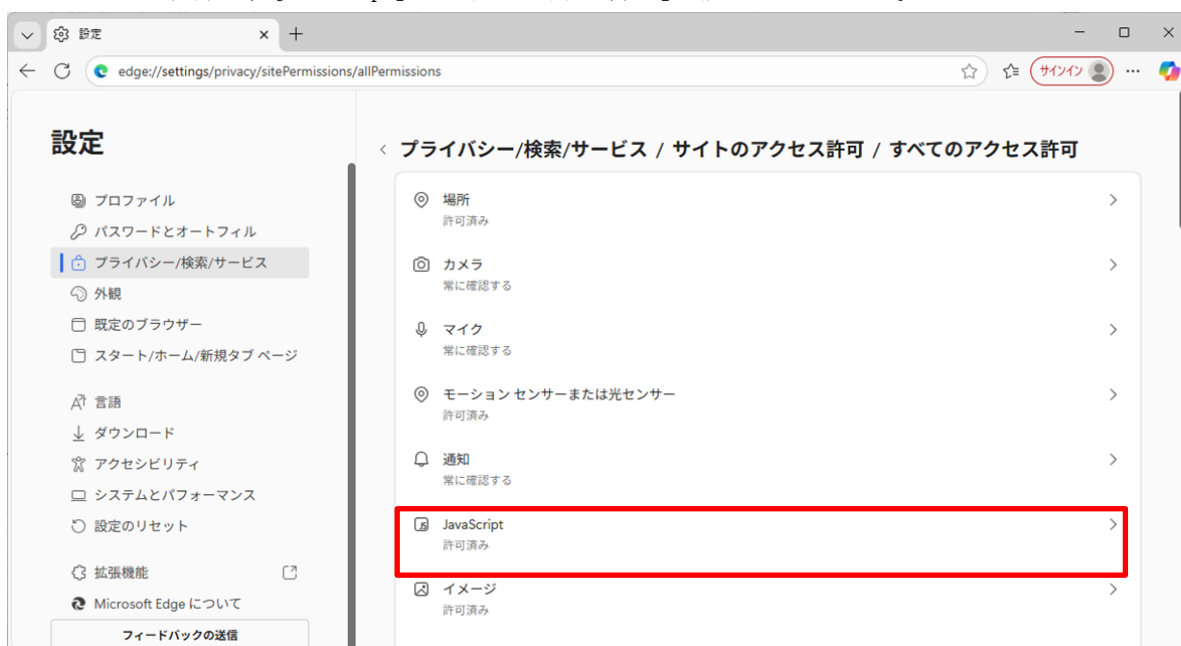 設定
edge://settings/privacy/sitePermissions/allPermissions
サインイン
設定
プロファイル
パスワードとオートフィル
プライバシー/検索/サービス
外観
既定のブラウザー
スタート/ホーム/新規タブ ページ
言語
ダウンロード
アクセシビリティ
システムとパフォーマンス
設定のリセット
拡張機能
Microsoft Edge について
フィードバックの送信
プライバシー/検索/サービス / サイトのアクセス許可 / すべてのアクセス許可
場所
許可済み
カメラ
常に確認する
マイク
常に確認する
モーション センサーまたは光センサー
許可済み
通知
常に確認する
JavaScript
許可済み
イメージ
許可済み